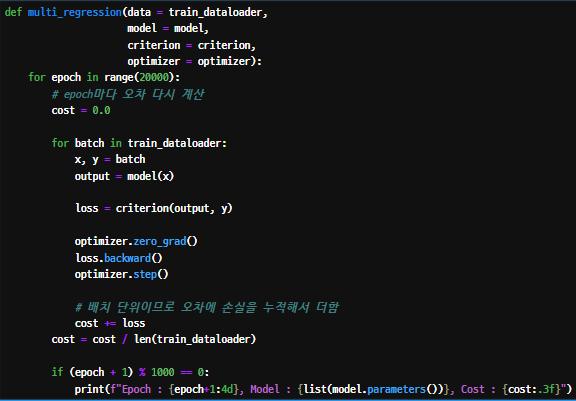 def multi_regression(data = train_dataloader,
                     model = model,
                     criterion = criterion,
                     optimizer = optimizer):
    for epoch in range(20000):
        # epoch마다 오차 다시 계산
        cost = 0.0

        for batch in train_dataloader:
            x, y = batch
            output = model(x)

            loss = criterion(output, y)

            optimizer.zero_grad()
            loss.backward()
            optimizer.step()

            # 배치 단위이므로 오차에 손실을 누적해서 더함
            cost += loss
        cost = cost / len(train_dataloader)

        if (epoch + 1) % 1000 == 0:
            print(f"Epoch : {epoch+1:4d}, Model : {list(model.parameters())}, Cost : {cost:.3f}")